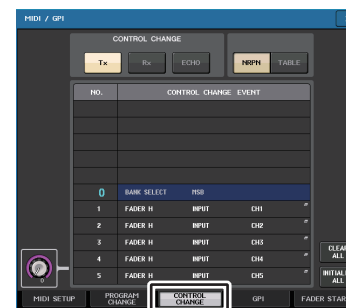 MIDI / GPI
CONTROL CHANGE
Tx Rx ECHO NRPN TABLE
NO. CONTROL CHANGE EVENT
0 BANK SELECT MSB
1 FADER H INPUT CH1
2 FADER H INPUT CH2
3 FADER H INPUT CH3
4 FADER H INPUT CH4
5 FADER H INPUT CH5
CLEAR
ALL
ALL
MIDI SETUP
PROGRAM
CHANGE
CONTROL
CHANGE
GPI
FADER